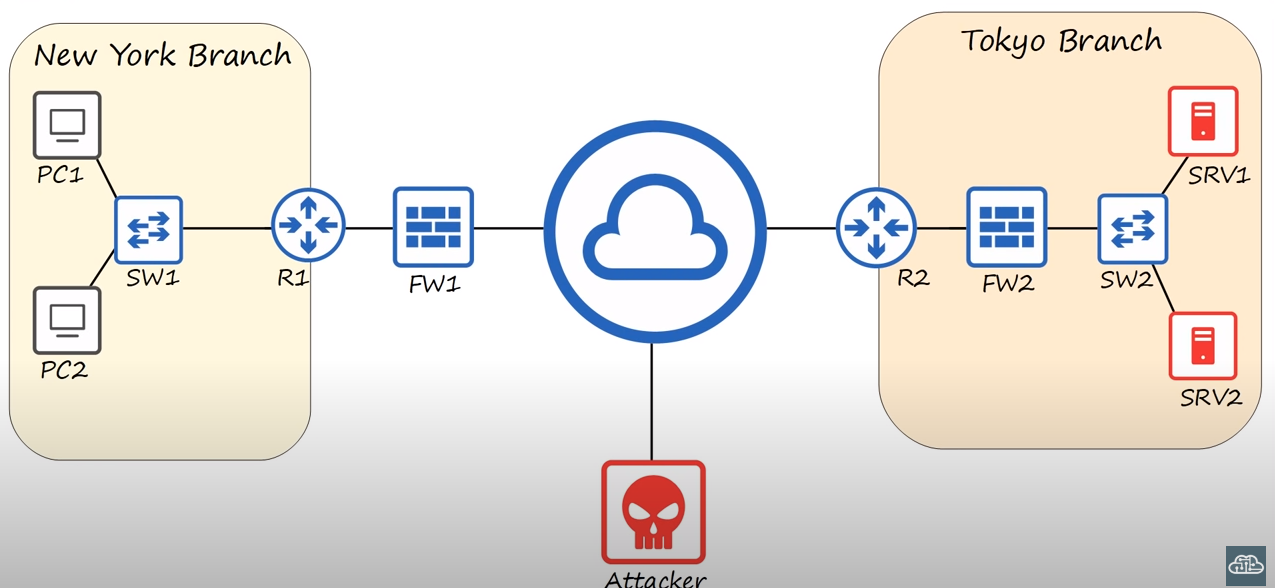 New York Branch
Tokyo Branch
PC1
SRV1
SW1
R1
FW1
R2
FW2
SW2
PC2
SRV2
Attacker